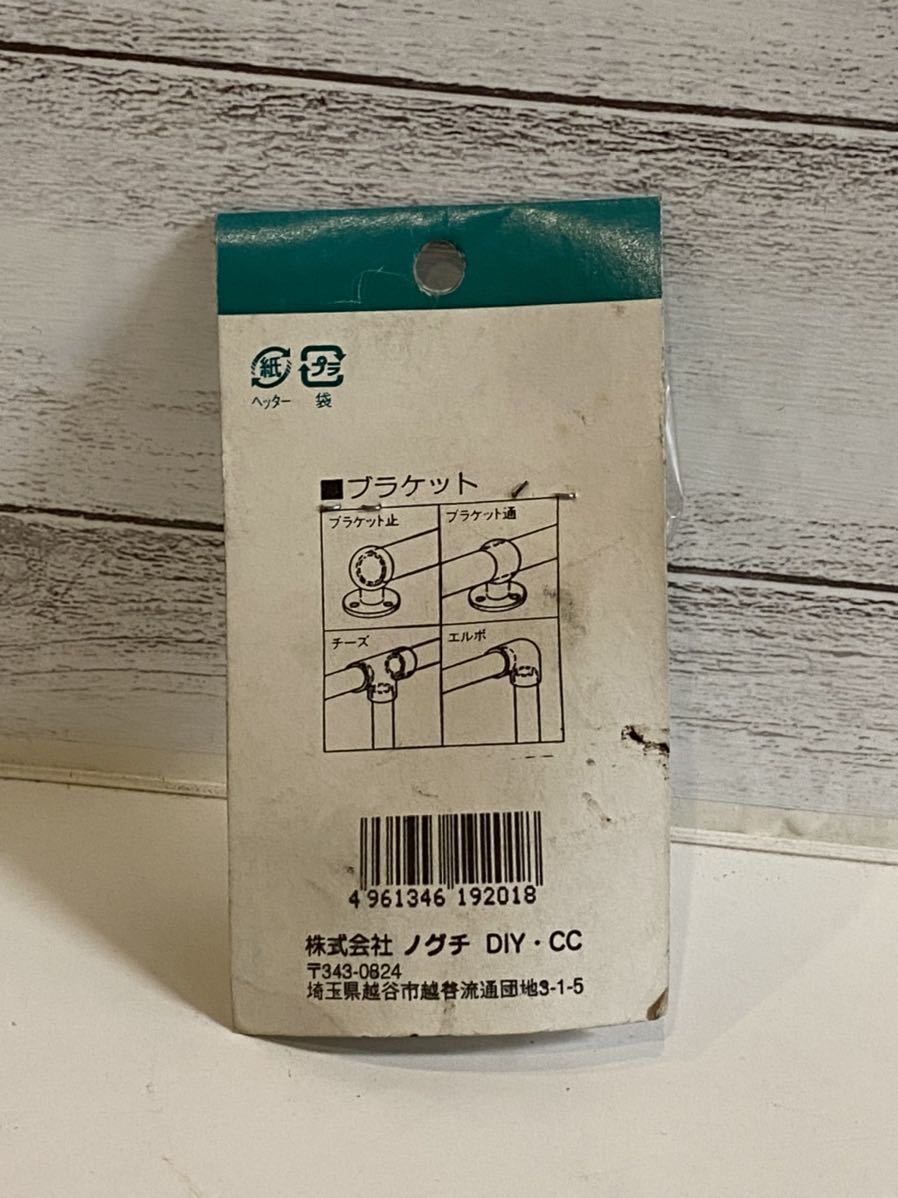 紙 プラ
ヘッダー 袋
■ブラケット
ブラケット止 ブラケット通
チーズ エルボ
4 961346 192018
株式会社 ノグチ DIY・CC
〒343-0824
埼玉県越谷市越谷流通団地3-1-5